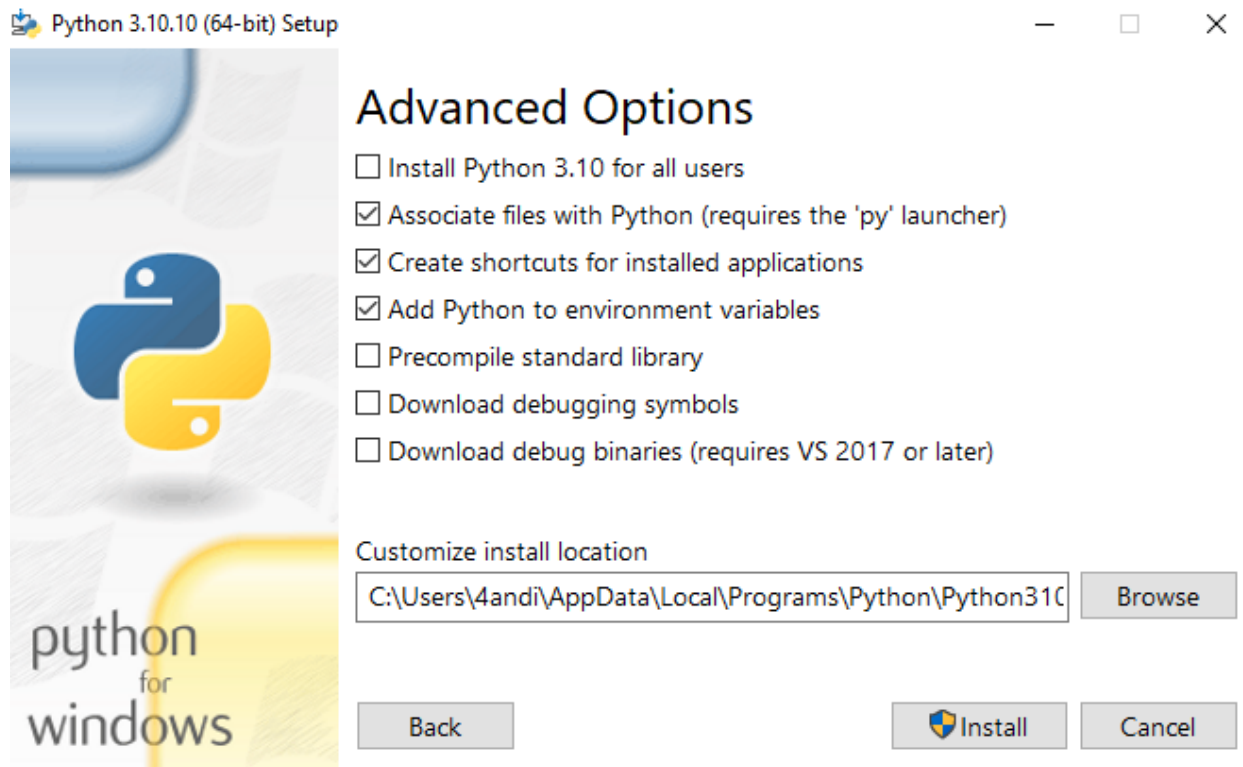 Python 3.10.10 (64-bit) Setup
Advanced Options
Install Python 3.10 for all users
Associate files with Python (requires the 'py' launcher)
Create shortcuts for installed applications
Add Python to environment variables
Precompile standard library
Download debugging symbols
Download debug binaries (requires VS 2017 or later)
Customize install location
C:\Users\4andi\AppData\Local\Programs\Python\Python310
Browse
python
for
windows
Back
Install
Cancel